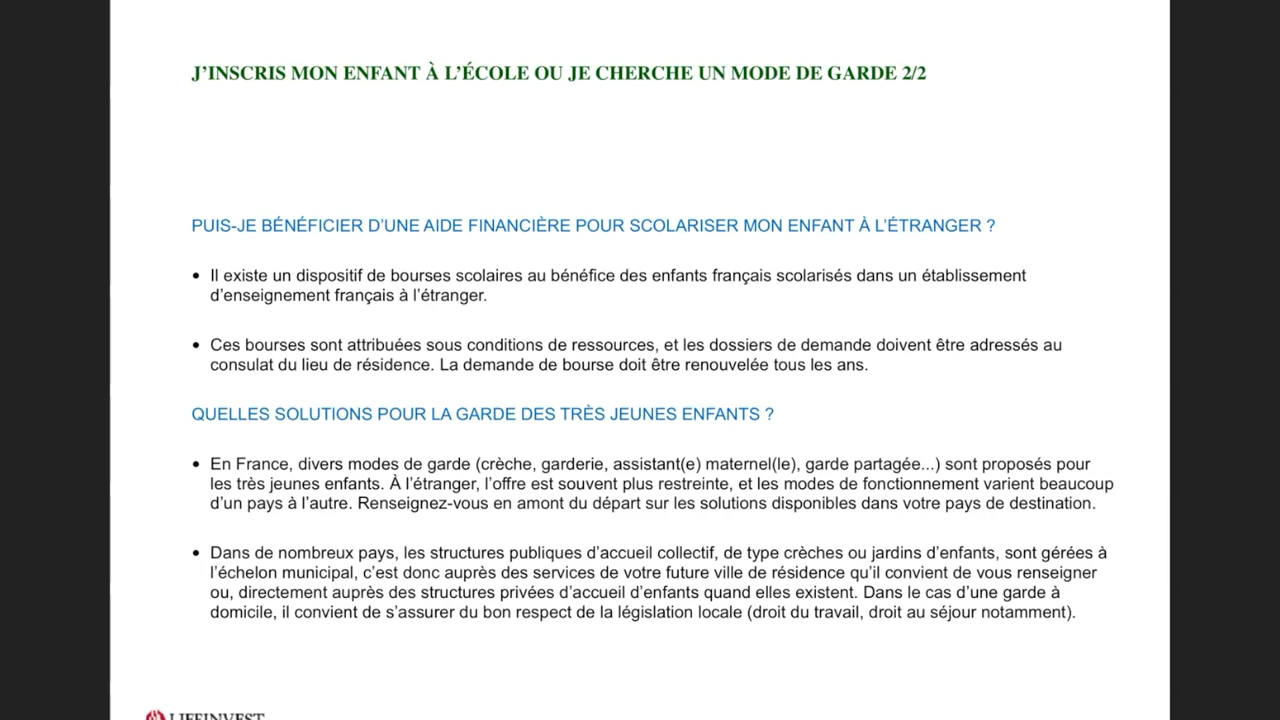 J’INSCRIS MON ENFANT À L’ÉCOLE OU JE CHERCHE UN MODE DE GARDE 2/2
PUIS-JE BÉNÉFICIER D’UNE AIDE FINANCIÈRE POUR SCOLARISER MON ENFANT À L’ÉTRANGER ?
• Il existe un dispositif de bourses scolaires au bénéfice des enfants français scolarisés dans un établissement
d’enseignement français à l’étranger.
• Ces bourses sont attribuées sous conditions de ressources, et les dossiers de demande doivent être adressés au
consulat du lieu de résidence. La demande de bourse doit être renouvelée tous les ans.
QUELLES SOLUTIONS POUR LA GARDE DES TRÈS JEUNES ENFANTS ?
• En France, divers modes de garde (crèche, garderie, assistant(e) maternel(le), garde partagée...) sont proposés pour
les très jeunes enfants. À l’étranger, l’offre est souvent plus restreinte, et les modes de fonctionnement varient beaucoup
d’un pays à l’autre. Renseignez-vous en amont du départ sur les solutions disponibles dans votre pays de destination.
• Dans de nombreux pays, les structures publiques d’accueil collectif, de type crèches ou jardins d’enfants, sont gérées à
l’échelon municipal, c’est donc auprès des services de votre future ville de résidence qu’il convient de vous renseigner
ou, directement auprès des structures privées d’accueil d’enfants quand elles existent. Dans le cas d’une garde à
domicile, il convient de s’assurer du bon respect de la législation locale (droit du travail, droit au séjour notamment).
LIFEINVEST